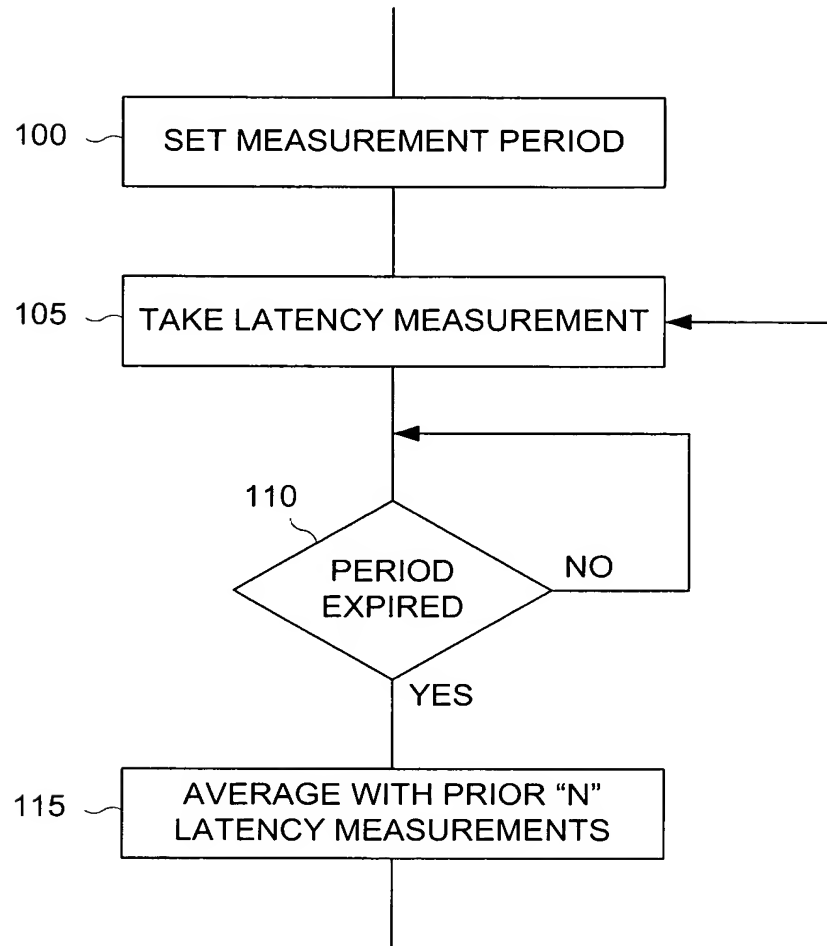 100
SET MEASUREMENT PERIOD
105
TAKE LATENCY MEASUREMENT
110
PERIOD
EXPIRED
NO
YES
115
AVERAGE WITH PRIOR “N”
LATENCY MEASUREMENTS